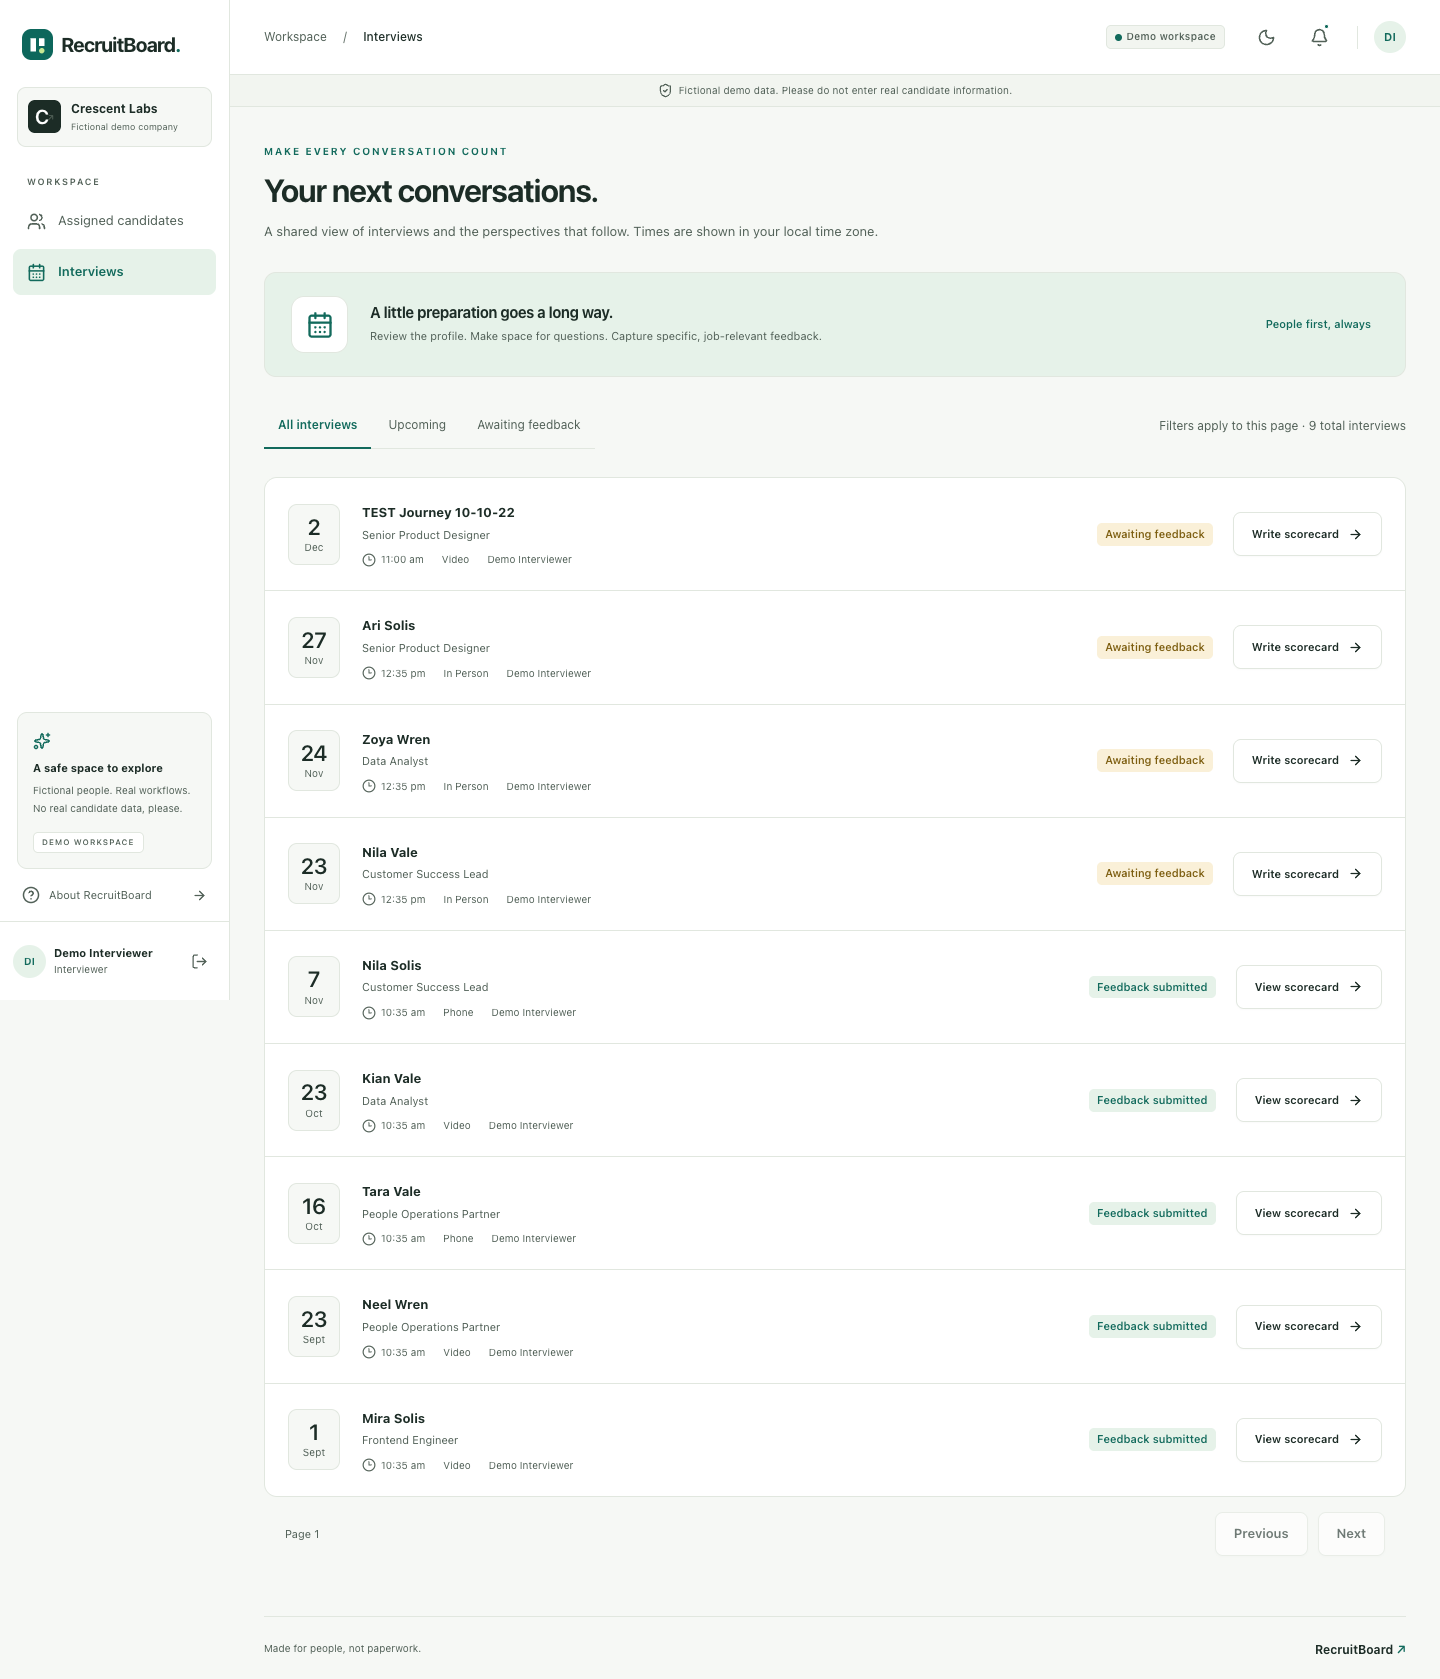 RecruitBoard.
C
Crescent Labs
Fictional demo company
WORKSPACE
Assigned candidates
Interviews
A safe space to explore
Fictional people. Real workflows.
No real candidate data, please.
DEMO WORKSPACE
About RecruitBoard
DI
Demo Interviewer
Interviewer
Workspace / Interviews
Demo workspace
DI
Fictional demo data. Please do not enter real candidate information.
MAKE EVERY CONVERSATION COUNT
Your next conversations.
A shared view of interviews and the perspectives that follow. Times are shown in your local time zone.
A little preparation goes a long way.
Review the profile. Make space for questions. Capture specific, job-relevant feedback.
People first, always
All interviews Upcoming Awaiting feedback
Filters apply to this page · 9 total interviews
2
Dec
TEST Journey 10-10-22
Senior Product Designer
11:00 am Video Demo Interviewer
Awaiting feedback
Write scorecard
27
Nov
Ari Solis
Senior Product Designer
12:35 pm In Person Demo Interviewer
Awaiting feedback
Write scorecard
24
Nov
Zoya Wren
Data Analyst
12:35 pm In Person Demo Interviewer
Awaiting feedback
Write scorecard
23
Nov
Nila Vale
Customer Success Lead
12:35 pm In Person Demo Interviewer
Awaiting feedback
Write scorecard
7
Nov
Nila Solis
Customer Success Lead
10:35 am Phone Demo Interviewer
Feedback submitted
View scorecard
23
Oct
Kian Vale
Data Analyst
10:35 am Video Demo Interviewer
Feedback submitted
View scorecard
16
Oct
Tara Vale
People Operations Partner
10:35 am Phone Demo Interviewer
Feedback submitted
View scorecard
23
Sept
Neel Wren
People Operations Partner
10:35 am Video Demo Interviewer
Feedback submitted
View scorecard
1
Sept
Mira Solis
Frontend Engineer
10:35 am Video Demo Interviewer
Feedback submitted
View scorecard
Page 1
Previous Next
Made for people, not paperwork.
RecruitBoard